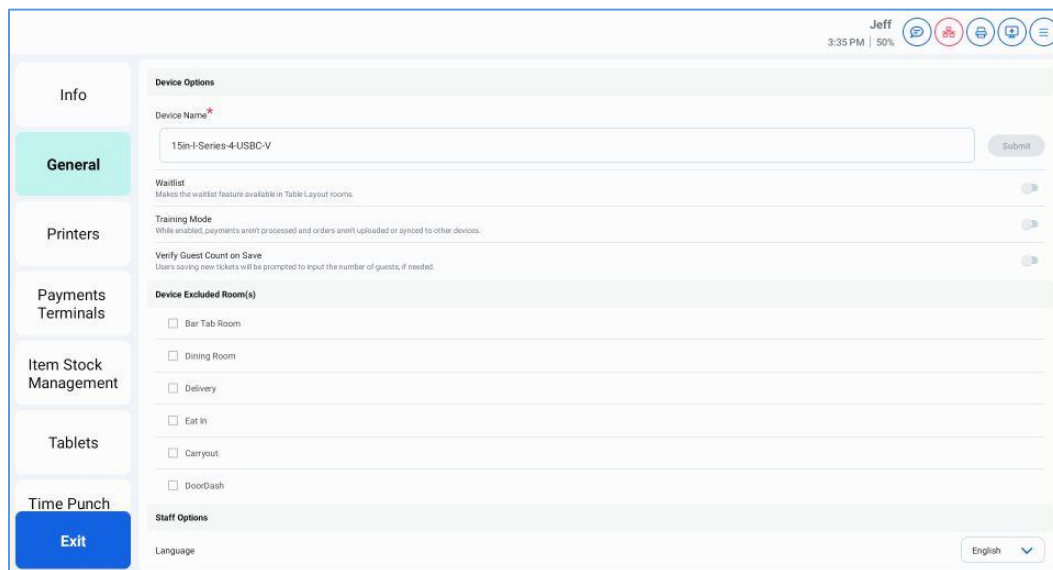 Jeff
3:35 PM | 50%
Info
General
Printers
Payments
Terminals
Item Stock
Management
Tablets
Time Punch
Exit
Device Options
Device Name*
15in-I-Series-4-USBC-V
Submit
Waitlist
Makes the waitlist feature available in Table Layout rooms.
Training Mode
While enabled, payments aren't processed and orders aren't uploaded or synced to other devices.
Verify Guest Count on Save
Users saving new tickets will be prompted to input the number of guests, if needed.
Device Excluded Room(s)
Bar Tab Room
Dining Room
Delivery
Eat In
Carryout
DoorDash
Staff Options
Language
English